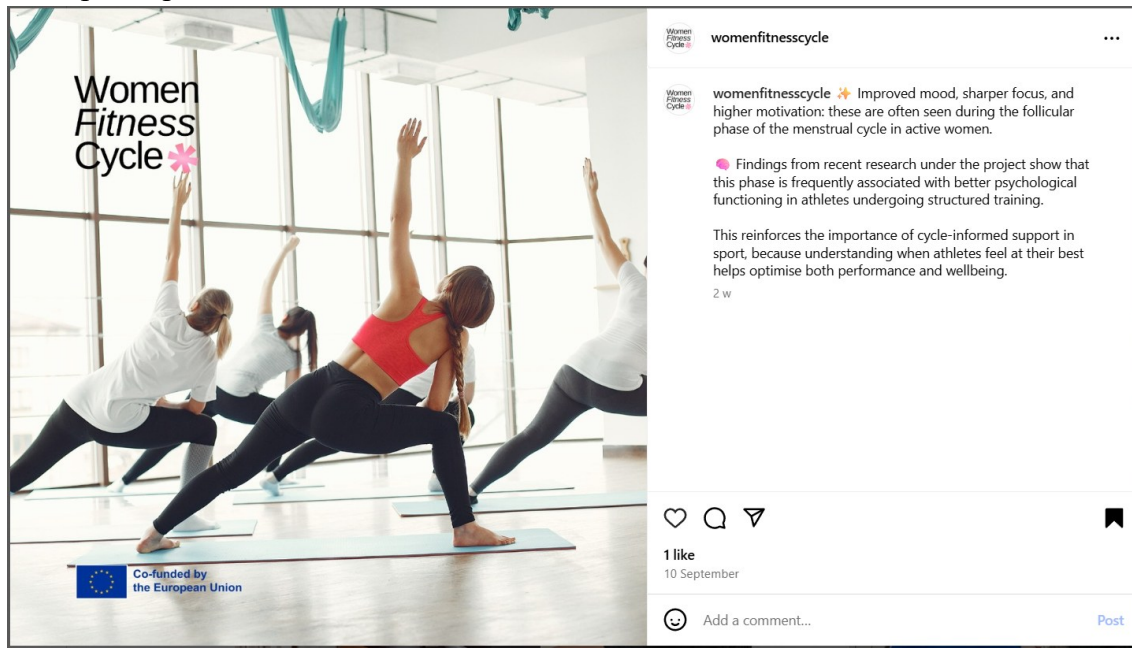 Women
Fitness
Cycle
Co-funded by
the European Union
Women
Fitness
Cycle
womenfitnesscycle
Women
Fitness
Cycle
womenfitnesscycle ✨ Improved mood, sharper focus, and
higher motivation: these are often seen during the follicular
phase of the menstrual cycle in active women.
🧠 Findings from recent research under the project show that
this phase is frequently associated with better psychological
functioning in athletes undergoing structured training.
This reinforces the importance of cycle-informed support in
sport, because understanding when athletes feel at their best
helps optimise both performance and wellbeing.
2 w
1 like
10 September
Add a comment...
Post